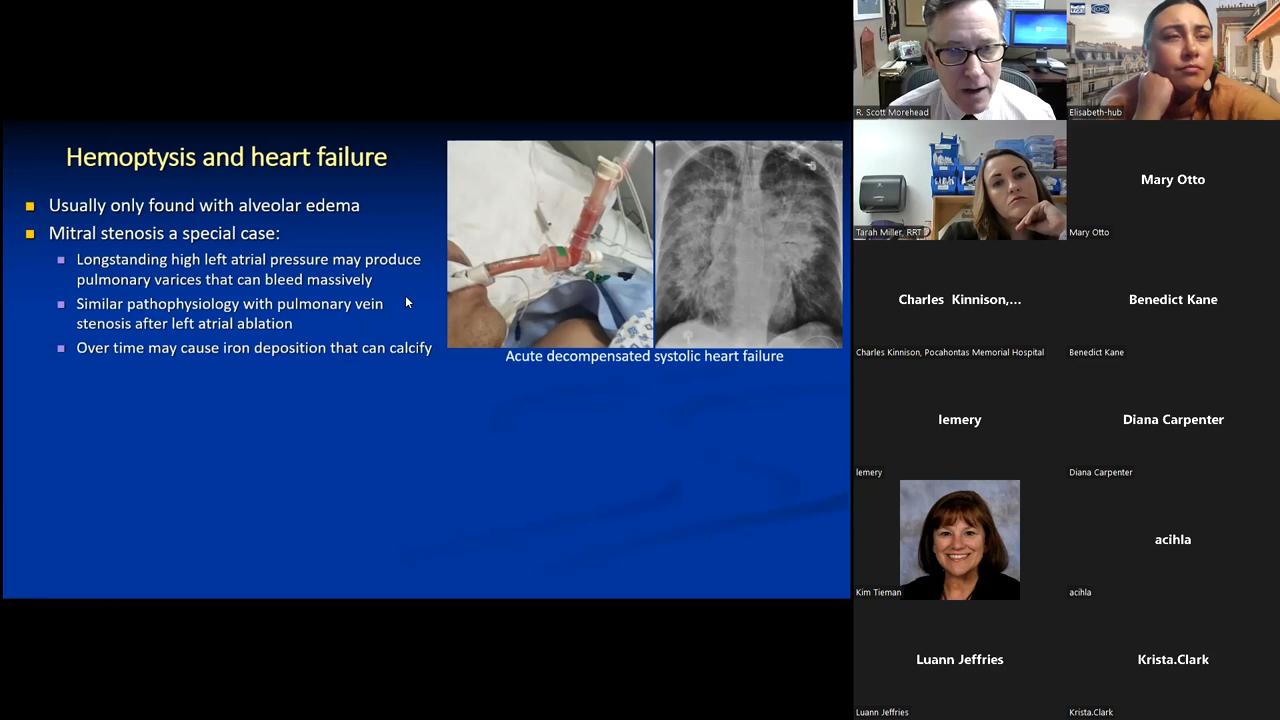 Hemoptysis and heart failure
Usually only found with alveolar edema
Mitral stenosis a special case:
Longstanding high left atrial pressure may produce
pulmonary varices that can bleed massively
Similar pathophysiology with pulmonary vein
stenosis after left atrial ablation
Over time may cause iron deposition that can calcify
Acute decompensated systolic heart failure
R. Scott Morehead
Elisabeth-hub
Tarah Miller, RRT
Mary Otto
Mary Otto
Charles Kinnison,...
Charles Kinnison, Pocahontas Memorial Hospital
Benedict Kane
Benedict Kane
lemery
lemery
Diana Carpenter
Diana Carpenter
Kim Tieman
acihla
acihla
Luann Jeffries
Luann Jeffries
Krista.Clark
Krista.Clark